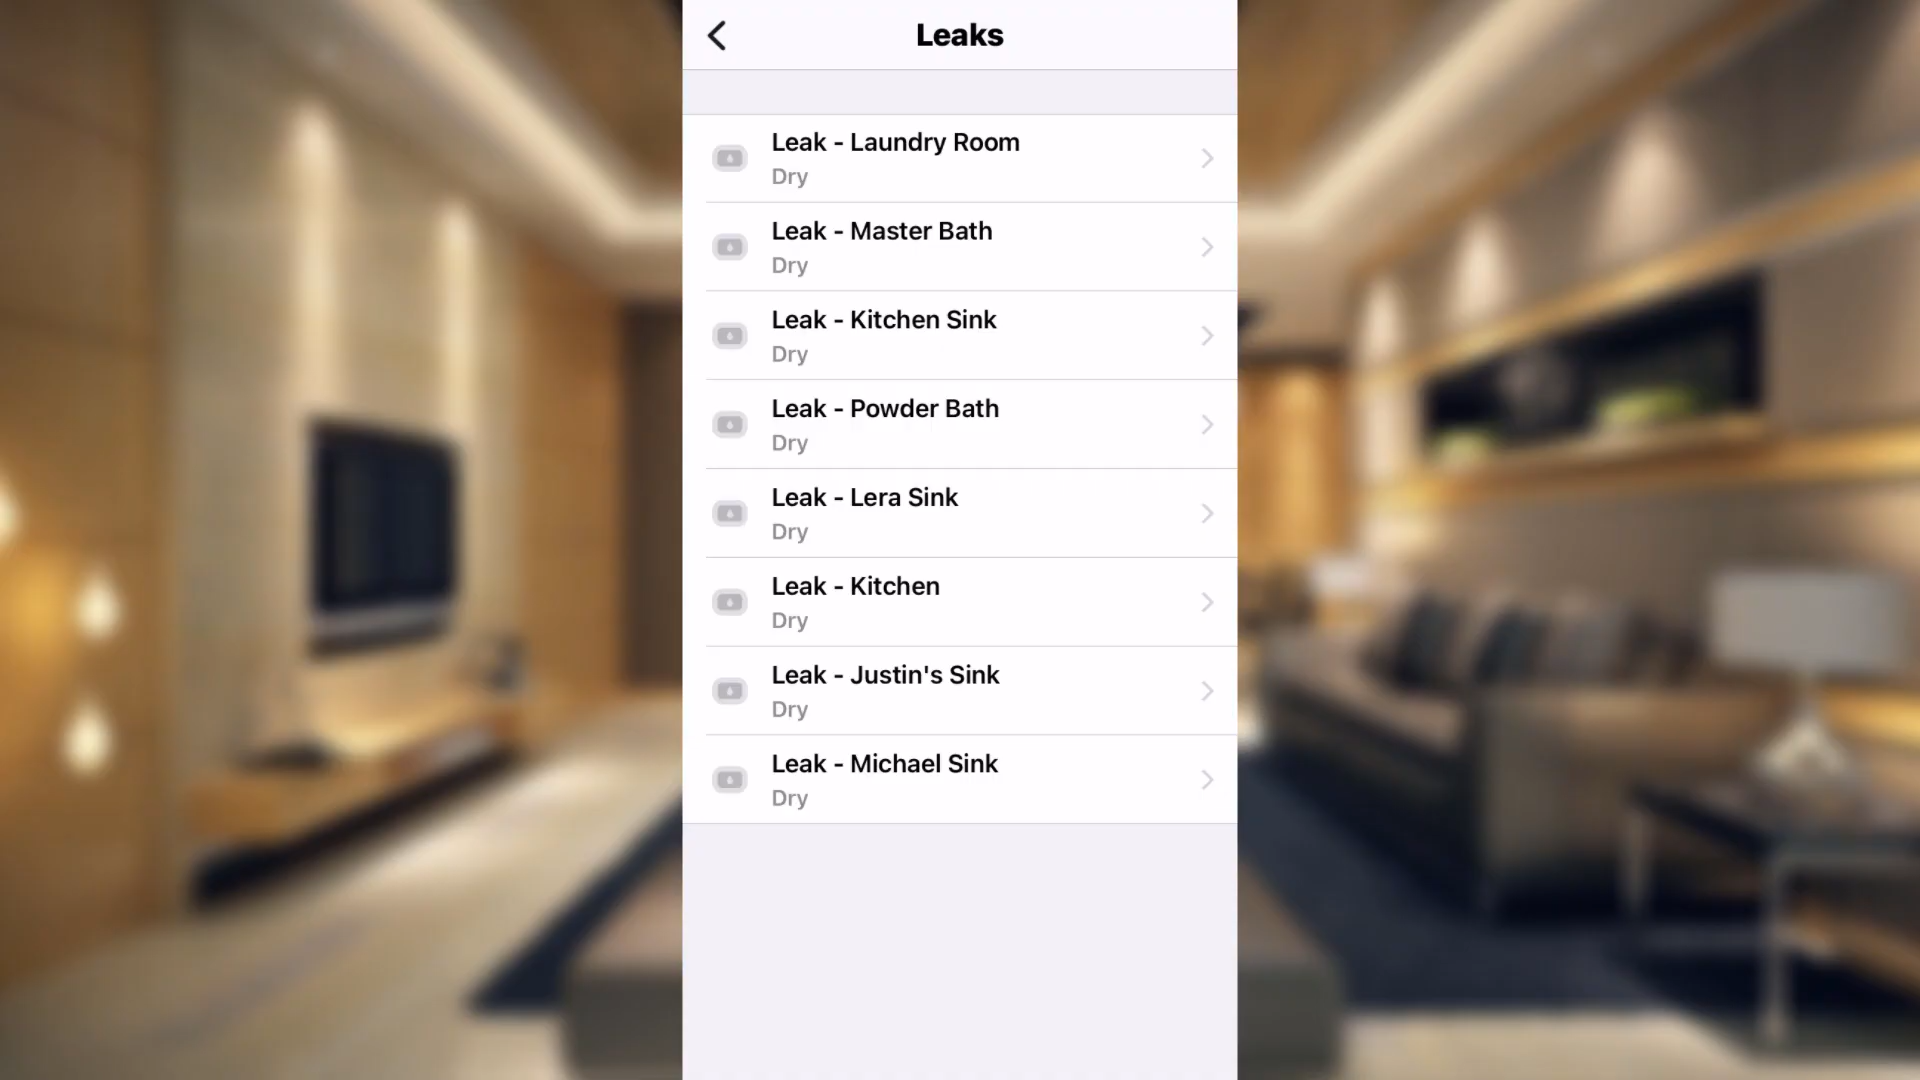 Leaks
Leak - Laundry Room
Dry
Leak - Master Bath
Dry
Leak - Kitchen Sink
Dry
Leak - Powder Bath
Dry
Leak - Lera Sink
Dry
Leak - Kitchen
Dry
Leak - Justin's Sink
Dry
Leak - Michael Sink
Dry